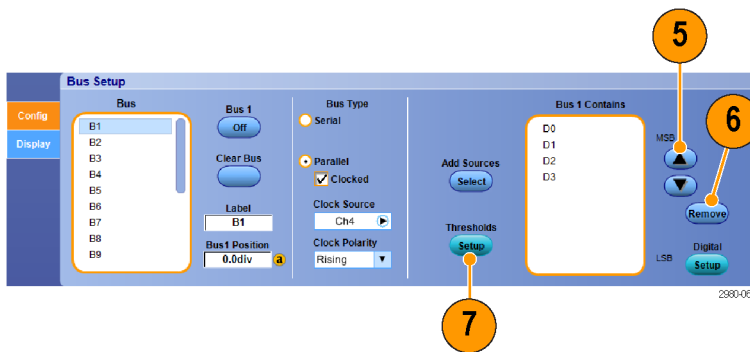 5
Bus Setup
Config
Display
Bus
B1
B2
B3
B4
B5
B6
B7
B8
B9
Bus 1
Off
Clear Bus
Label
B1
Bus1 Position
0.0div a
Bus Type
Serial
Parallel
Clocked
Clock Source
Ch4
Clock Polarity
Rising
Add Sources
Select
Thresholds
Setup
7
Bus 1 Contains
D0
D1
D2
D3
MSB
6
Remove
Digital
LSB
Setup